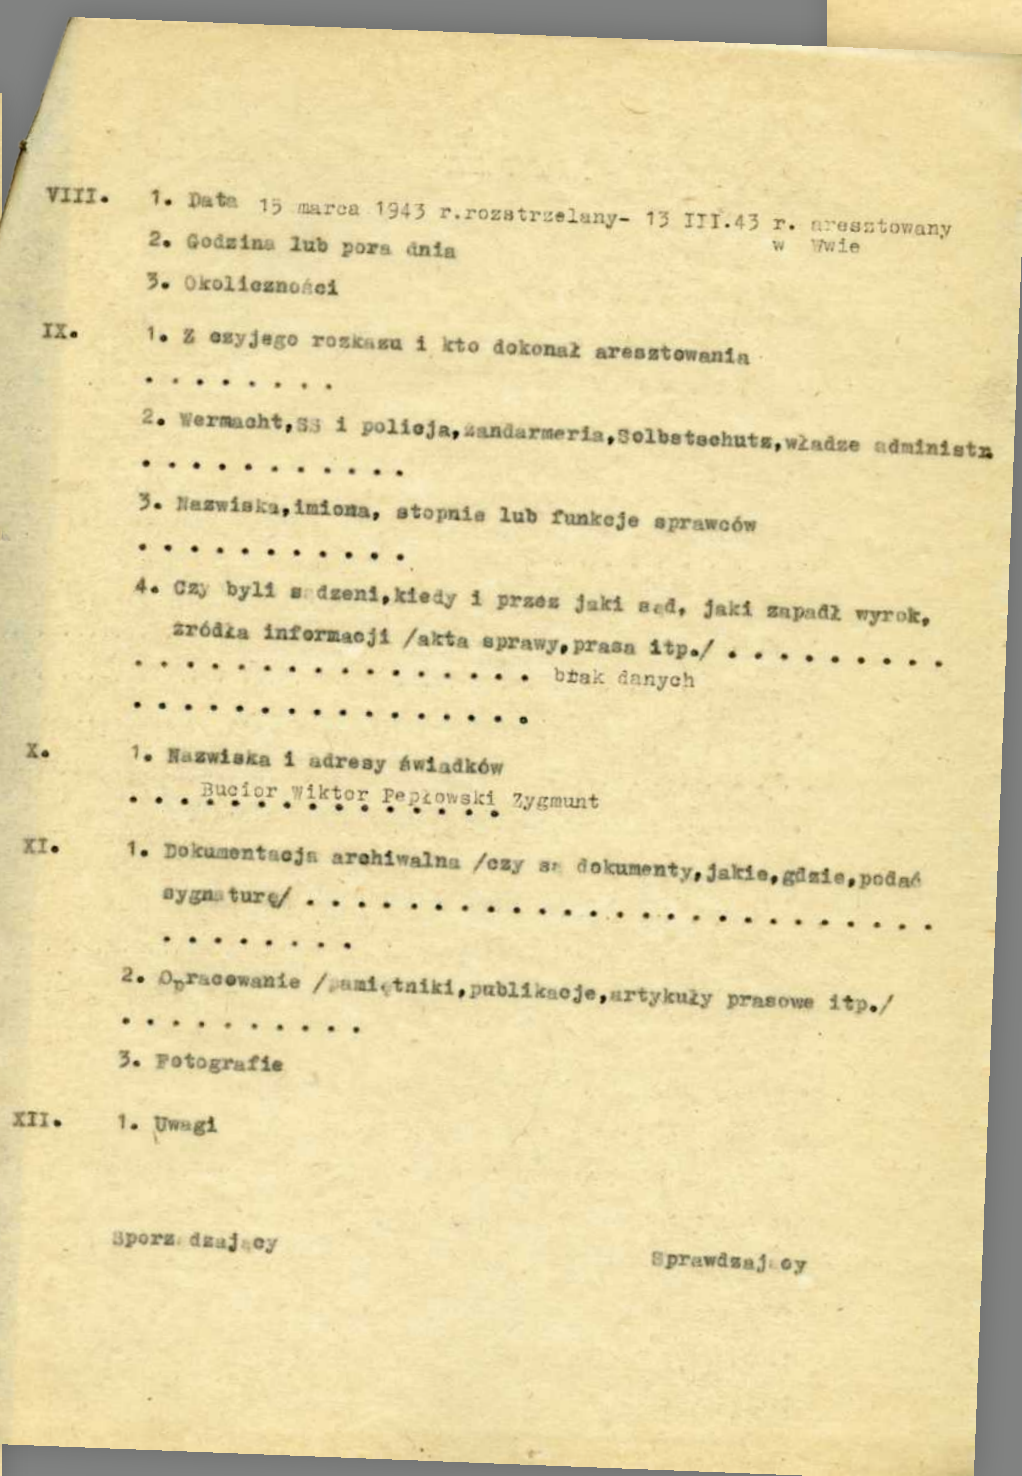 VIII. 1. Data 15 marca 1943 r.rozstrzelany- 13 III.43 r. aresztowany
w Wwie
2. Godzina lub pora dnia
3. Okoliczności
IX. 1. Z czyjego rozkazu i kto dokonał aresztowania
. . . . . . . .
2. Wermacht,SS i policja,żandarmeria,Selbstschutz,władze administr
. . . . . . . . . . .
3. Nazwiska,imiona, stopnie lub funkcje sprawców
. . . . . . . . . . .
4. Czy byli sądzeni,kiedy i przez jaki sąd, jaki zapadł wyrok,
źródła informacji /akta sprawy,prasa itp./ . . . . . . . . .
. . . . . . . . . . . . . . . . brak danych
. . . . . . . . . . . . . . . .
X. 1. Nazwiska i adresy świadków
Bucior Wiktor Pepłowski Zygmunt
XI. 1. Dokumentacja archiwalna /czy są dokumenty,jakie,gdzie,podać
sygnaturę/ . . . . . . . . . . . . . . . . . . . . . . . . .
. . . . . . . .
2. Opracowanie /pamiętniki,publikacje,artykuły prasowe itp./
. . . . . . . . . .
3. Fotografie
XII. 1. Uwagi
Sporządzający
Sprawdzający